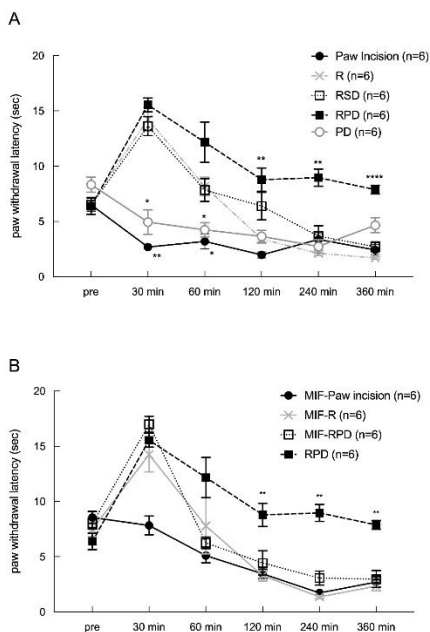 A
20
15
10
5
0
paw withdrawal latency (sec)
Paw Incision (n=6)
R (n=6)
RSD (n=6)
RPD (n=6)
PD (n=6)
**
**
****
*
*
**
*
pre 30 min 60 min 120 min 240 min 360 min
B
20
15
10
5
0
paw withdrawal latency (sec)
MIF-Paw incision (n=6)
MIF-R (n=6)
MIF-RPD (n=6)
RPD (n=6)
**
**
**
pre 30 min 60 min 120 min 240 min 360 min